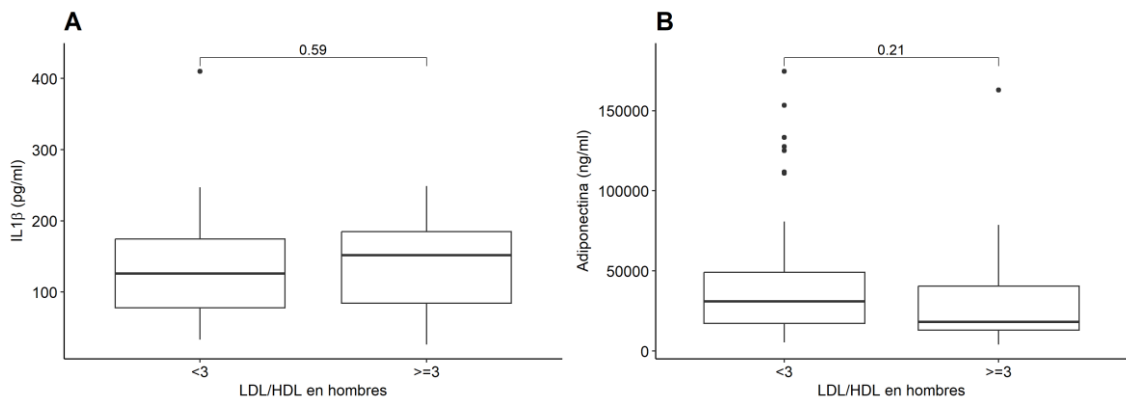 A
0.59
400
300
200
100
IL1β (pg/ml)
<3
>=3
LDL/HDL en hombres
B
0.21
150000
100000
50000
0
Adiponectina (ng/ml)
<3
>=3
LDL/HDL en hombres